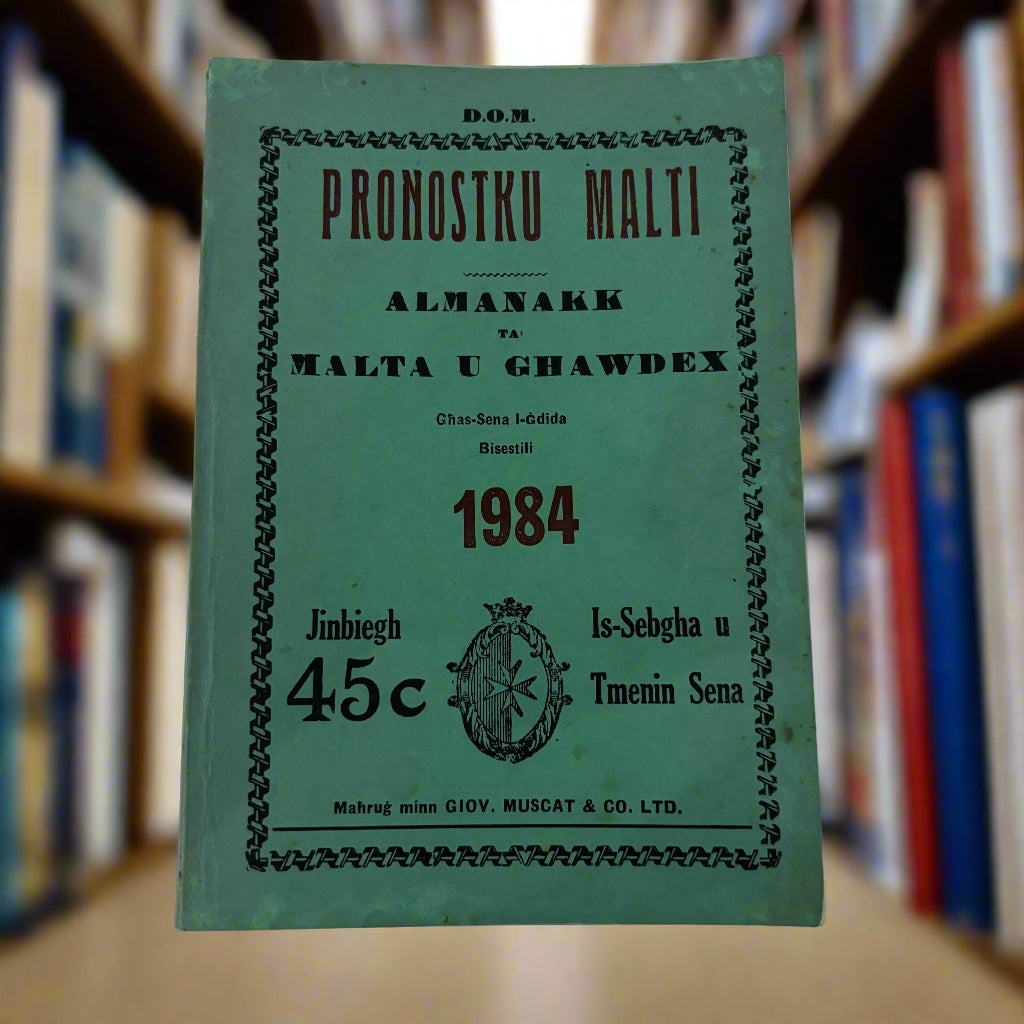 D.O.M.
PRONOSTKU MALTI
ALMANAKK
TA'
MALTA U GHAWDEX
Għas-Sena l-Ġdida
Bisestili
1984
Jinbiegh
45c
Is-Sebgha u
Tmenin Sena
Maħruġ minn GIOV. MUSCAT & CO. LTD.